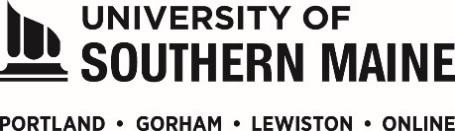 UNIVERSITY OF
SOUTHERN MAINE
PORTLAND • GORHAM • LEWISTON • ONLINE